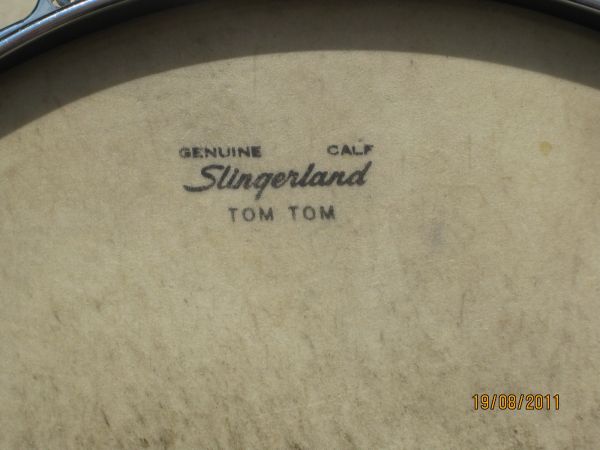 GENUINE CALF
Slingerland
TOM TOM
19/08/2011